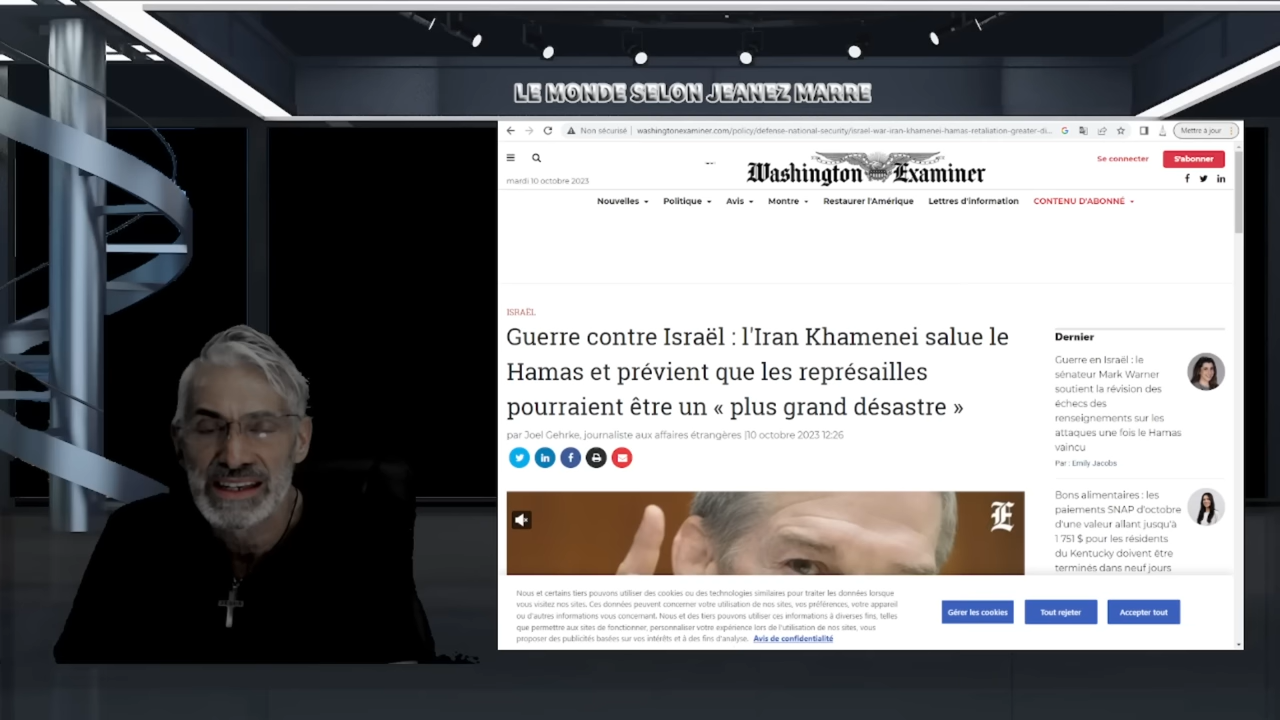 LE MONDE SELON JEANEZ MARRE
Non sécurisé | washingtonexaminer.com/policy/defense-national-security/israel-war-iran-khamenei-hamas-retaliation-greater-di...
Mettre à jour
Washington Examiner
Se connecter
S'abonner
mardi 10 octobre 2023
Nouvelles Politique Avis Montre Restaurer l'Amérique Lettres d'information CONTENU D'ABONNÉ
ISRAËL
Guerre contre Israël : l'Iran Khamenei salue le
Hamas et prévient que les représailles
pourraient être un « plus grand désastre »
par Joel Gehrke, journaliste aux affaires étrangères |10 octobre 2023 12:26
E
Dernier
Guerre en Israël : le
sénateur Mark Warner
soutient la révision des
échecs des
renseignements sur les
attaques une fois le Hamas
vaincu
Par : Emily Jacobs
Bons alimentaires : les
paiements SNAP d'octobre
d'une valeur allant jusqu'à
1 751 $ pour les résidents
du Kentucky doivent être
terminés dans neuf jours
Nous et certains tiers pouvons utiliser des cookies ou des technologies similaires pour traiter les données lorsque
vous visitez nos sites. Ces données peuvent concerner votre utilisation de nos sites, vos préférences, votre appareil
ou d'autres informations vous concernant. Nous et des tiers pouvons utiliser ces informations à diverses fins, telles
que permettre aux sites de fonctionner, personnaliser votre expérience lors de l'utilisation de nos sites, vous
proposer des publicités basées sur vos intérêts et à des fins d'analyse. Avis de confidentialité
Gérer les cookies
Tout rejeter
Accepter tout